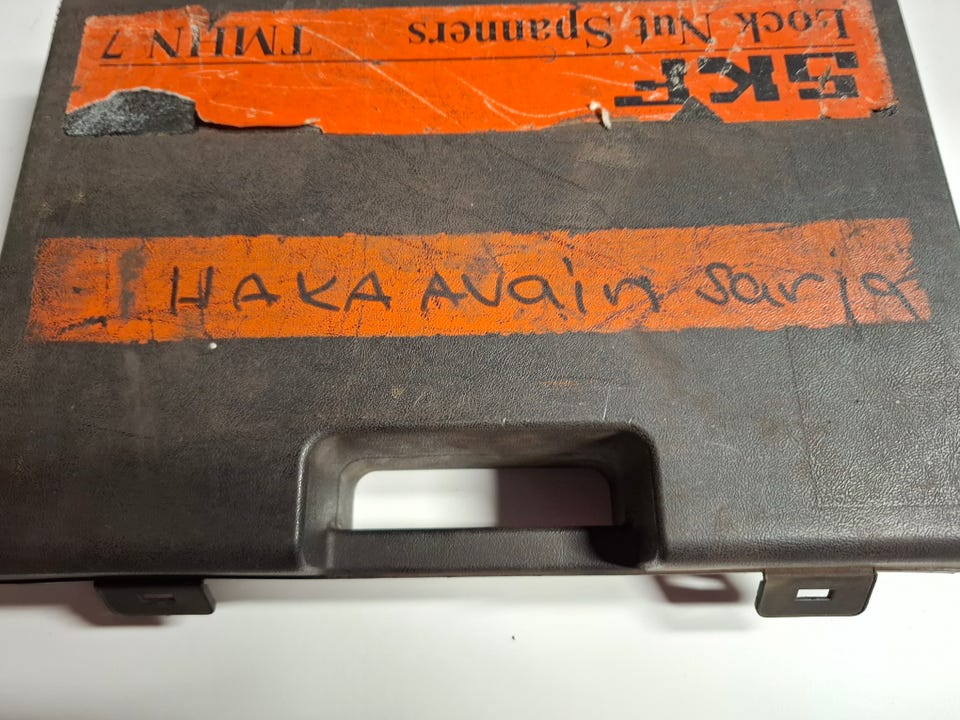 SKF
Lock Nut Spanners TMHN 7
HAKA AVain Sarja